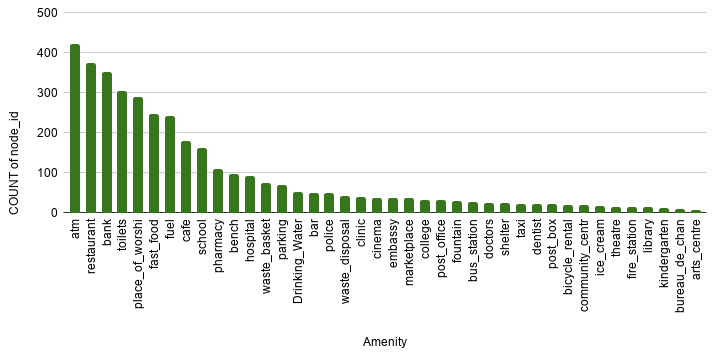 500
400
300
200
100
0
COUNT of node_id
atm
restaurant
bank
toilets
place_of_worshi
fast_food
fuel
cafe
school
pharmacy
bench
hospital
waste_basket
parking
Drinking_Water
bar
police
waste_disposal
clinic
cinema
embassy
marketplace
college
post_office
fountain
bus_station
doctors
shelter
taxi
dentist
post_box
bicycle_rental
community_centr
ice_cream
theatre
fire_station
library
kindergarten
bureau_de_chan
arts_centre
Amenity